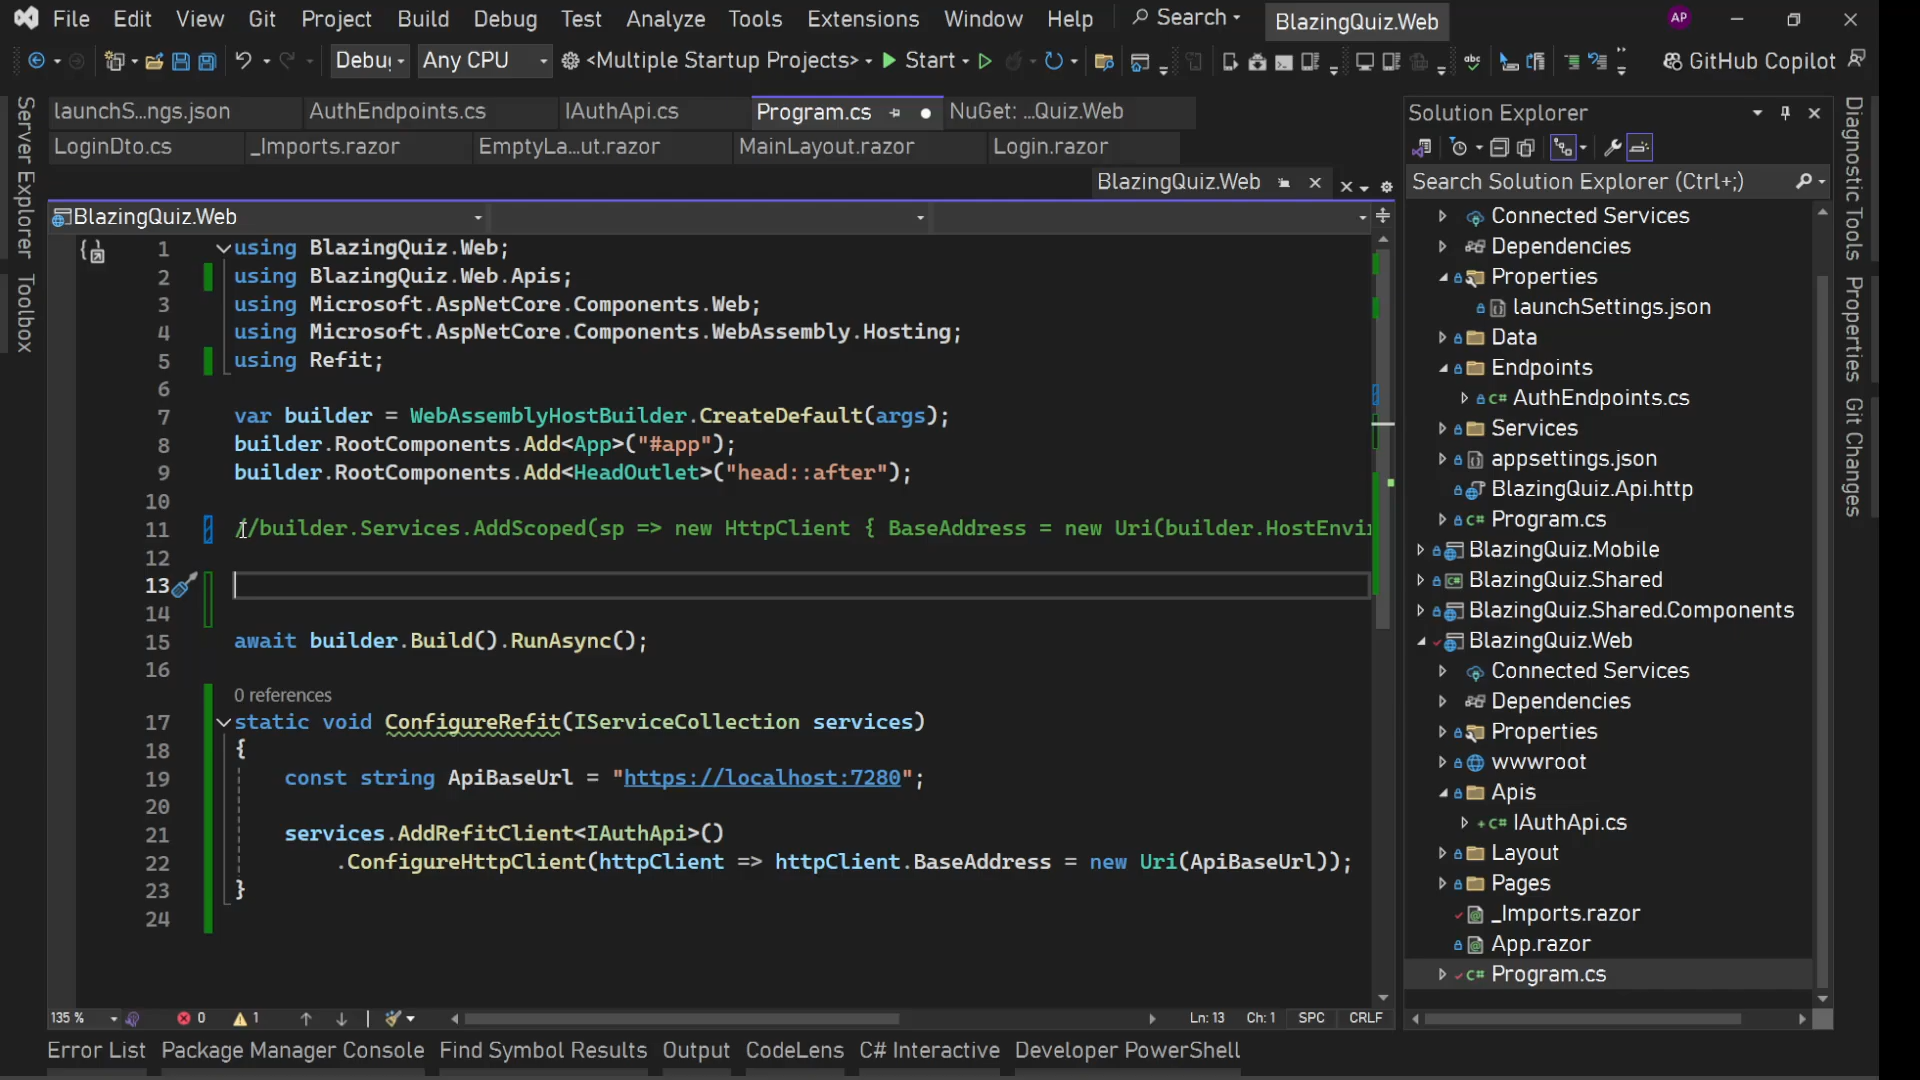 File Edit View Git Project Build Debug Test Analyze Tools Extensions Window Help Search BlazingQuiz.Web AP
Debug Any CPU <Multiple Startup Projects> Start GitHub Copilot
launchS...ngs.json AuthEndpoints.cs IAuthApi.cs Program.cs NuGet: ...Quiz.Web
LoginDto.cs _Imports.razor EmptyLa...ut.razor MainLayout.razor Login.razor
BlazingQuiz.Web
BlazingQuiz.Web
1 using BlazingQuiz.Web;
2 using BlazingQuiz.Web.Apis;
3 using Microsoft.AspNetCore.Components.Web;
4 using Microsoft.AspNetCore.Components.WebAssembly.Hosting;
5 using Refit;
6
7 var builder = WebAssemblyHostBuilder.CreateDefault(args);
8 builder.RootComponents.Add<App>("#app");
9 builder.RootComponents.Add<HeadOutlet>("head::after");
10
11 //builder.Services.AddScoped(sp => new HttpClient { BaseAddress = new Uri(builder.HostEnvi
12
13
14
15 await builder.Build().RunAsync();
16
0 references
17 static void ConfigureRefit(IServiceCollection services)
18 {
19 const string ApiBaseUrl = "https://localhost:7280";
20
21 services.AddRefitClient<IAuthApi>()
22 .ConfigureHttpClient(httpClient => httpClient.BaseAddress = new Uri(ApiBaseUrl));
23 }
24
135 % 0 1 Ln: 13 Ch: 1 SPC CRLF
Error List Package Manager Console Find Symbol Results Output CodeLens C# Interactive Developer PowerShell
Server Explorer
Toolbox
Solution Explorer
Search Solution Explorer (Ctrl+;)
Connected Services
Dependencies
Properties
launchSettings.json
Data
Endpoints
AuthEndpoints.cs
Services
appsettings.json
BlazingQuiz.Api.http
Program.cs
BlazingQuiz.Mobile
BlazingQuiz.Shared
BlazingQuiz.Shared.Components
BlazingQuiz.Web
Connected Services
Dependencies
Properties
wwwroot
Apis
IAuthApi.cs
Layout
Pages
_Imports.razor
App.razor
Program.cs
Diagnostic Tools
Properties
Git Changes